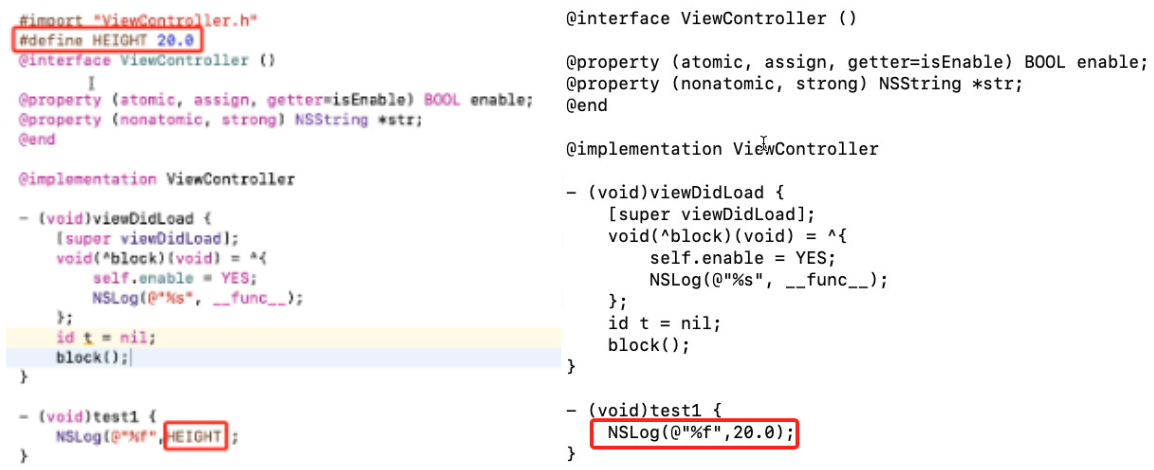 #import "ViewController.h"
#define HEIGHT 20.0
@interface ViewController ()
@property (atomic, assign, getter=isEnable) BOOL enable;
@property (nonatomic, strong) NSString *str;
@end
@implementation ViewController
- (void)viewDidLoad {
[super viewDidLoad];
void(^block)(void) = ^{
self.enable = YES;
NSLog(@"%s", __func__);
};
id t = nil;
block();
}
- (void)test1 {
NSLog(@"%f",HEIGHT ;
}
@interface ViewController ()
@property (atomic, assign, getter=isEnable) BOOL enable;
@property (nonatomic, strong) NSString *str;
@end
@implementation ViewController
- (void)viewDidLoad {
[super viewDidLoad];
void(^block)(void) = ^{
self.enable = YES;
NSLog(@"%s", __func__);
};
id t = nil;
block();
}
- (void)test1 {
NSLog(@"%f",20.0);
}